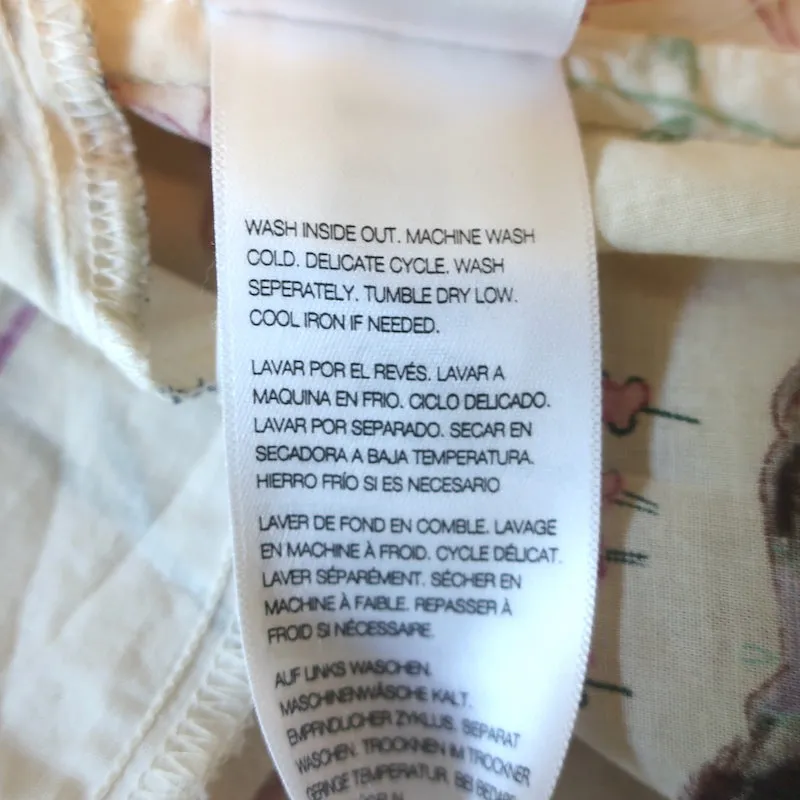 WASH INSIDE OUT. MACHINE WASH
COLD. DELICATE CYCLE. WASH
SEPERATELY. TUMBLE DRY LOW.
COOL IRON IF NEEDED.
LAVAR POR EL REVÉS. LAVAR A
MAQUINA EN FRIO. CICLO DELICADO.
LAVAR POR SEPARADO. SECAR EN
SECADORA A BAJA TEMPERATURA.
HIERRO FRÍO SI ES NECESARIO
LAVER DE FOND EN COMBLE. LAVAGE
EN MACHINE À FROID. CYCLE DÉLICAT.
LAVER SÉPARÉMENT. SÉCHER EN
MACHINE À FAIBLE. REPASSER À
FROID SI NÉCESSAIRE.
AUF LINKS WASCHEN.
MASCHINENWÄSCHE KALT.
EMPFINDLICHER ZYKLUS. SEPARAT
WASCHEN. TROCKNEN IM TROCKNER
GERINGE TEMPERATUR. BEI BEDARF